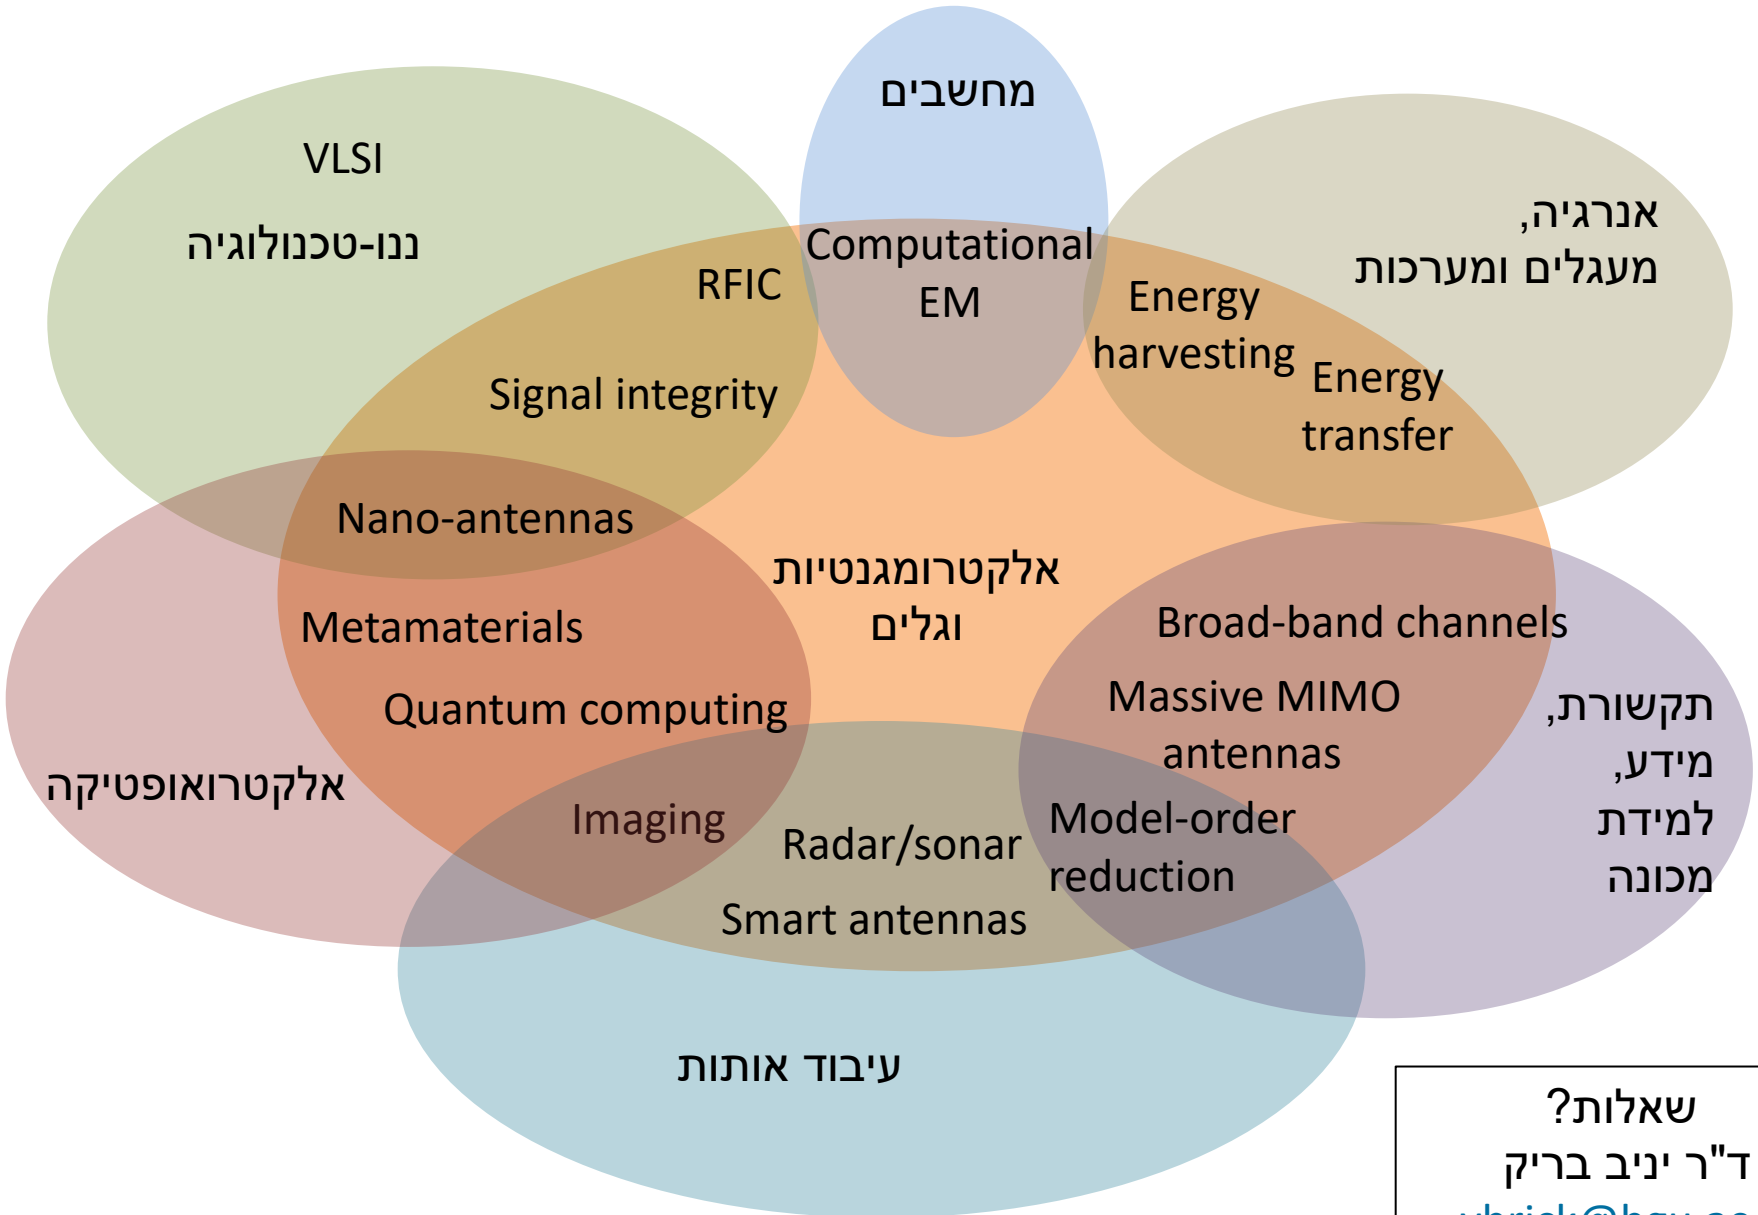 מחשבים
VLSI
ננו-טכנולוגיה
אנרגיה,
מעגלים ומערכות
RFIC
Computational
EM
Energy
harvesting
Energy
transfer
Signal integrity
Nano-antennas
אלקטרומגנטיות
וגלים
Metamaterials
Broad-band channels
Quantum computing
Massive MIMO
antennas
תקשורת,
מידע,
למידת
מכונה
אלקטרואופטיקה
Imaging
Radar/sonar
Model-order
reduction
Smart antennas
עיבוד אותות
שאלות?
ד"ר יניב בריק